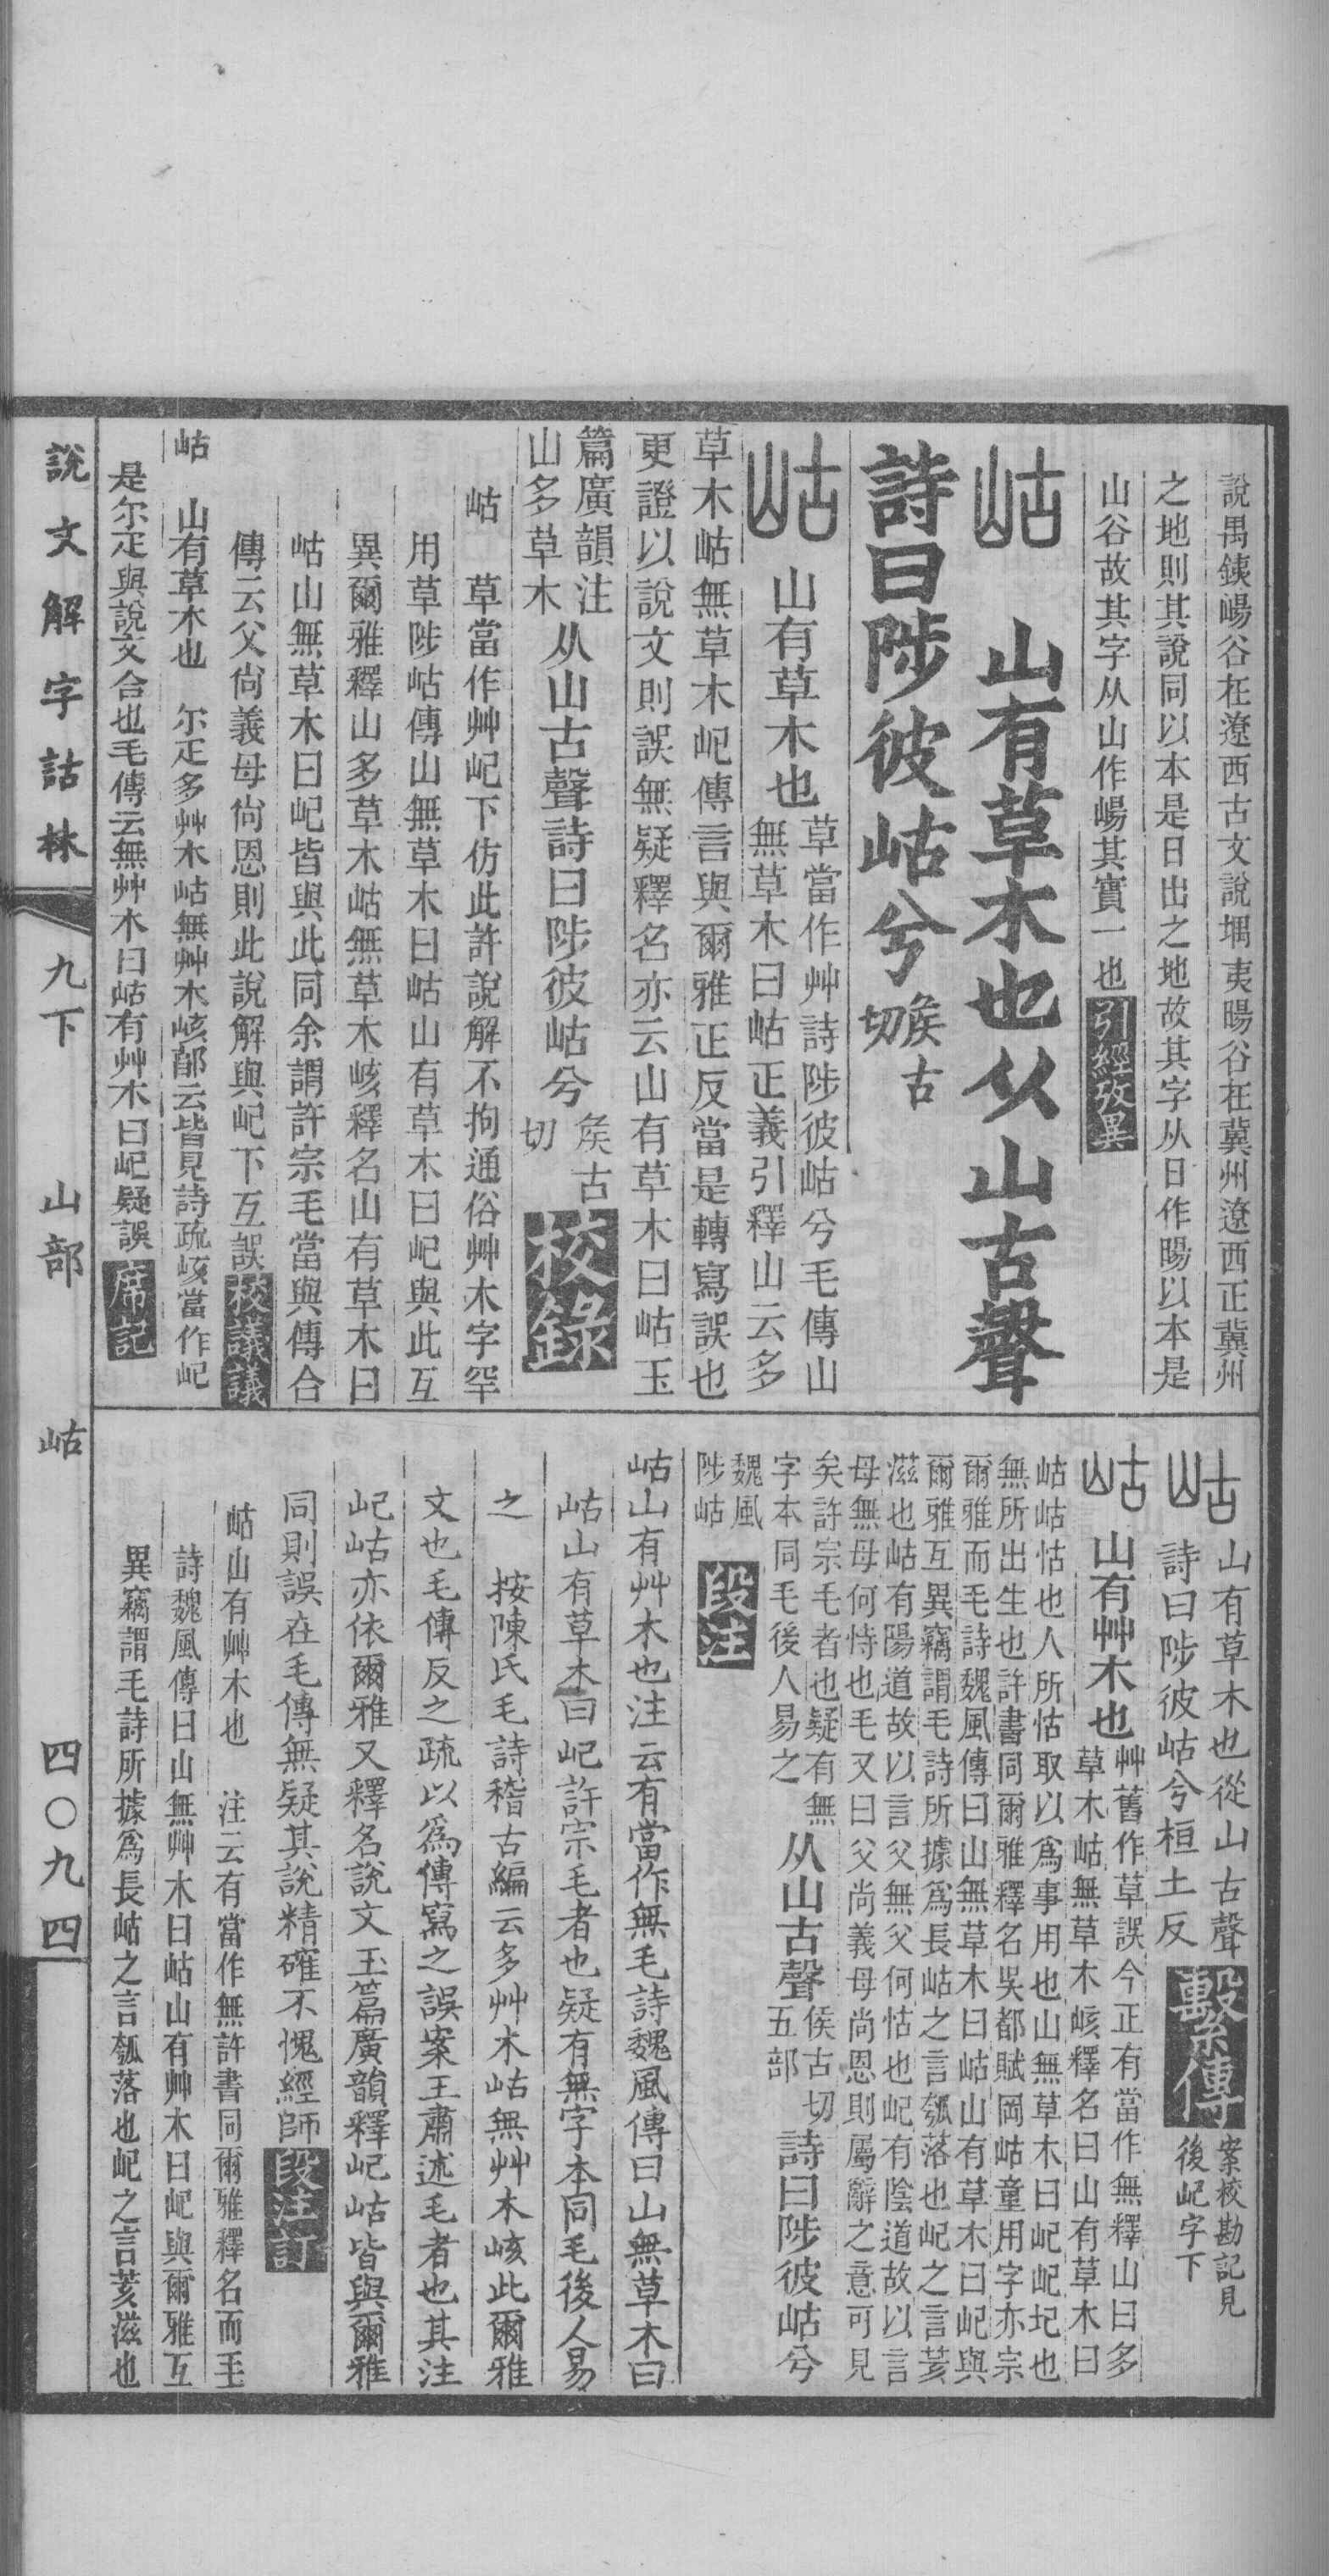 說禺銕崵谷在遼西古文說堣夷暘谷在冀州遼西正冀州
之地則其說同以本是日出之地故其字从日作暘以本是
山谷故其字从山作崵其實一也引經攷異
岵 山有草木也从山古聲
詩曰陟彼岵兮矦古切
岵 山有草木也草當作艸詩陟彼岵兮毛傳山
無草木曰岵正義引釋山云多
草木岵無草木屺傳言與爾雅正反當是轉寫誤也
更證以說文則誤無疑釋名亦云山有草木曰岵玉
篇廣韻注
山多草木从山古聲詩曰陟彼岵兮矦古切校錄
岵 草當作艸屺下仿此許說解不拘通俗艸木字罕
用草陟岵傳山無草木曰岵山有草木曰屺與此互
異爾雅釋山多草木岵無草木峐釋名山有草木曰
岵山無草木曰屺皆與此同余謂許宗毛當與傳合
傳云父尙義母尙恩則此說解與屺下互誤校議議
岵 山有草木也 尔疋多艸木岵無艸木峐郋云皆見詩疏峐當作屺
是尔疋與說文合也毛傳云無艸木曰岵有艸木曰屺疑誤席記
岵 山有草木也從山古聲
詩曰陟彼岵兮桓土反繫傳案校勘記見
後屺字下
岵 山有艸木也艸舊作草誤今正有當作無釋山曰多
草木岵無草木峐釋名曰山有草木曰
岵岵怙也人所怙取以爲事用也山無草木曰屺屺圮也
無所出生也許書同爾雅釋名吳都賦岡岵童用字亦宗
爾雅而毛詩魏風傳曰山無草木曰岵山有草木曰屺與
爾雅互異竊謂毛詩所據爲長岵之言瓠落也屺之言荄
滋也岵有陽道故以言父無父何怙也屺有陰道故以言
母無母何恃也毛又曰父尚義母尚恩則屬辭之意可見
矣許宗毛者也疑有無
字本同毛後人易之从山古聲侯古切
五部詩曰陟彼岵兮
魏風
陟岵段注
岵山有艸木也注云有當作無毛詩魏風傳曰山無草木曰
岵山有草木曰屺許宗毛者也疑有無字本同毛後人易
之 按陳氏毛詩稽古編云多艸木岵無艸木峐此爾雅
文也毛傳反之疏以爲傳寫之誤案王肅述毛者也其注
屺岵亦依爾雅又釋名說文玉篇廣韻釋屺岵皆與爾雅
同則誤在毛傳無疑其說精確不愧經師段注訂
岵山有艸木也 注云有當作無許書同爾雅釋名而毛
詩魏風傳曰山無艸木曰岵山有艸木曰屺與爾雅互
異竊謂毛詩所據爲長岵之言瓠落也屺之言荄滋也
說文解字詁林 九下 山部 岵 四〇九四